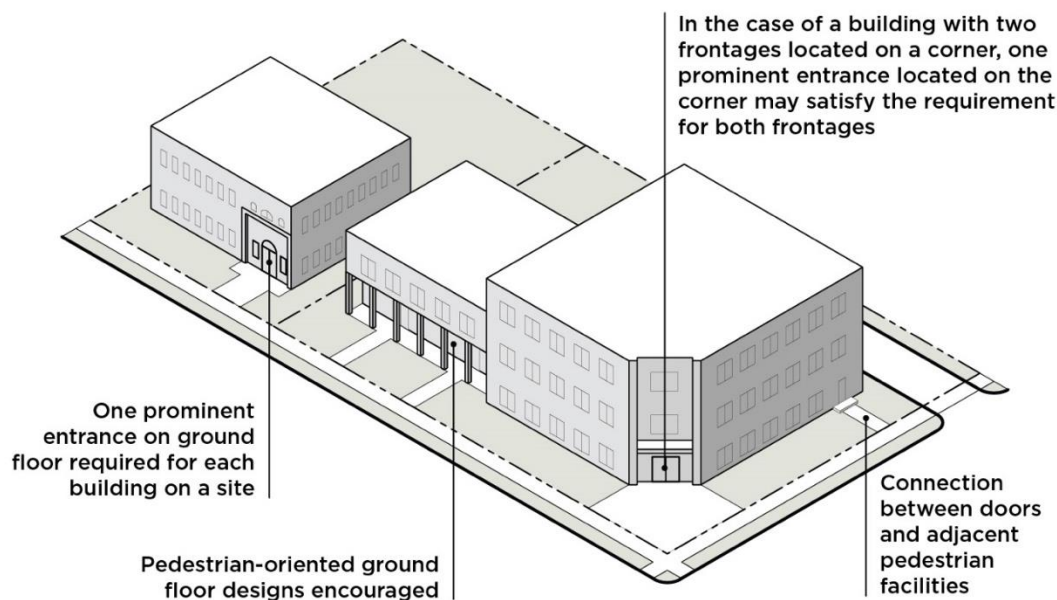 In the case of a building with two
frontages located on a corner, one
prominent entrance located on the
corner may satisfy the requirement
for both frontages
One prominent
entrance on ground
floor required for each
building on a site
Pedestrian-oriented ground
floor designs encouraged
Connection
between doors
and adjacent
pedestrian
facilities